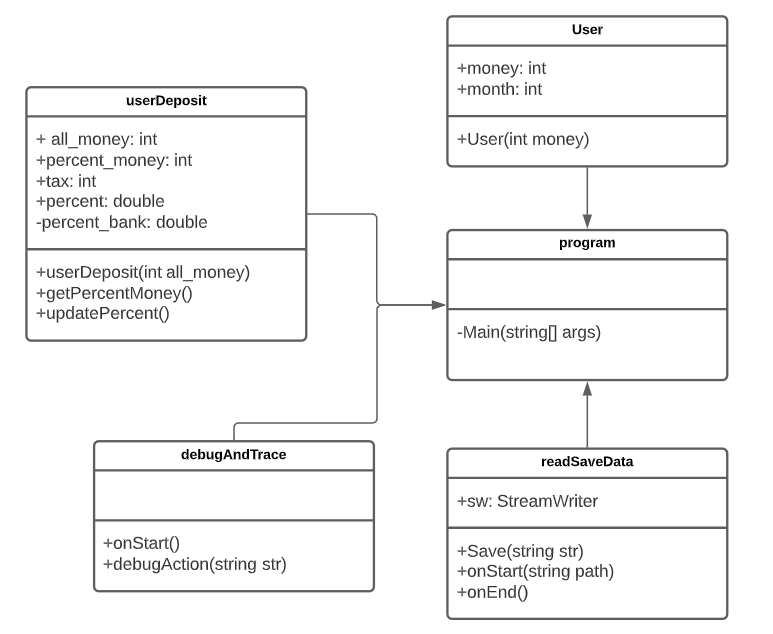 User
+money: int
+month: int
+User(int money)
userDeposit
+ all_money: int
+percent_money: int
+tax: int
+percent: double
-percent_bank: double
+userDeposit(int all_money)
+getPercentMoney()
+updatePercent()
program
-Main(string[] args)
debugAndTrace
+onStart()
+debugAction(string str)
readSaveData
+sw: StreamWriter
+Save(string str)
+onStart(string path)
+onEnd()